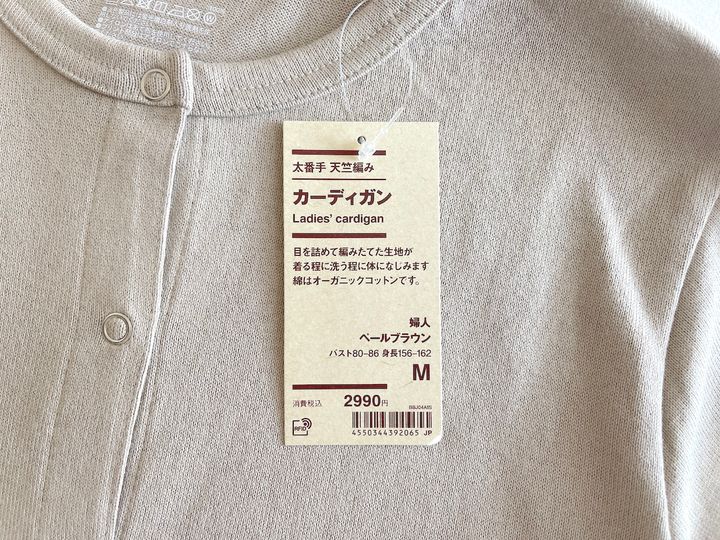 太番手 天竺編み
カーディガン
Ladies' cardigan
目を詰めて編みたてた生地が
着る程に洗う程に体になじみます
綿はオーガニックコットンです。
婦人
ペールブラウン
バスト80-86 身長156-162
M
消費税込 2990円
RFID
4550344392065 JP